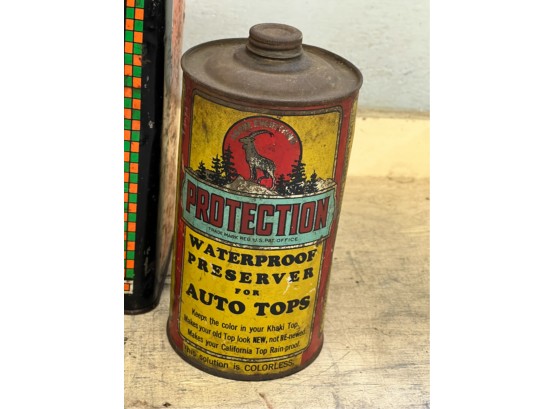 PROTECTION
TRADE MARK REG U.S. PAT. OFFICE.
WATERPROOF
PRESERVER
FOR
AUTO TOPS
Keeps the color in your Khaki Top.
Makes your old Top look NEW, not RE-newed.
Makes your California Top Rain-proof.
This solution is COLORLESS.